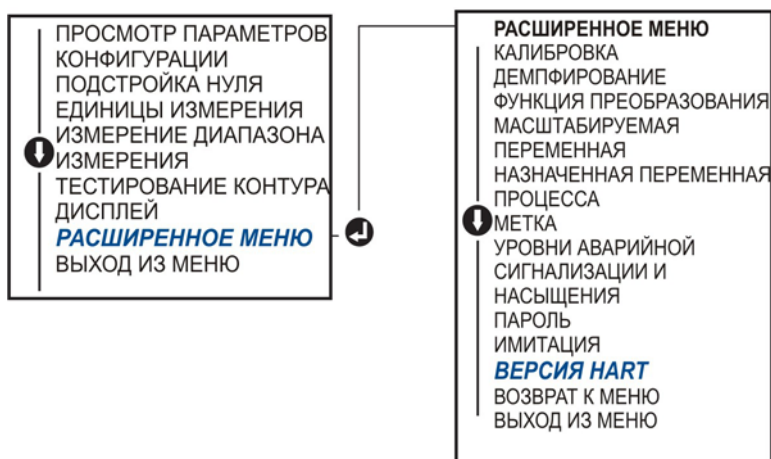 ПРОСМОТР ПАРАМЕТРОВ
КОНФИГУРАЦИИ
ПОДСТРОЙКА НУЛЯ
ЕДИНИЦЫ ИЗМЕРЕНИЯ
ИЗМЕРЕНИЕ ДИАПАЗОНА
ИЗМЕРЕНИЯ
ТЕСТИРОВАНИЕ КОНТУРА
ДИСПЛЕЙ
РАСШИРЕННОЕ МЕНЮ
ВЫХОД ИЗ МЕНЮ
РАСШИРЕННОЕ МЕНЮ
КАЛИБРОВКА
ДЕМПФИРОВАНИЕ
ФУНКЦИЯ ПРЕОБРАЗОВАНИЯ
МАСШТАБИРУЕМАЯ
ПЕРЕМЕННАЯ
НАЗНАЧЕННАЯ ПЕРЕМЕННАЯ
ПРОЦЕССА
МЕТКА
УРОВНИ АВАРИЙНОЙ
СИГНАЛИЗАЦИИ И
НАСЫЩЕНИЯ
ПАРОЛЬ
ИМИТАЦИЯ
ВЕРСИЯ HART
ВОЗВРАТ К МЕНЮ
ВЫХОД ИЗ МЕНЮ